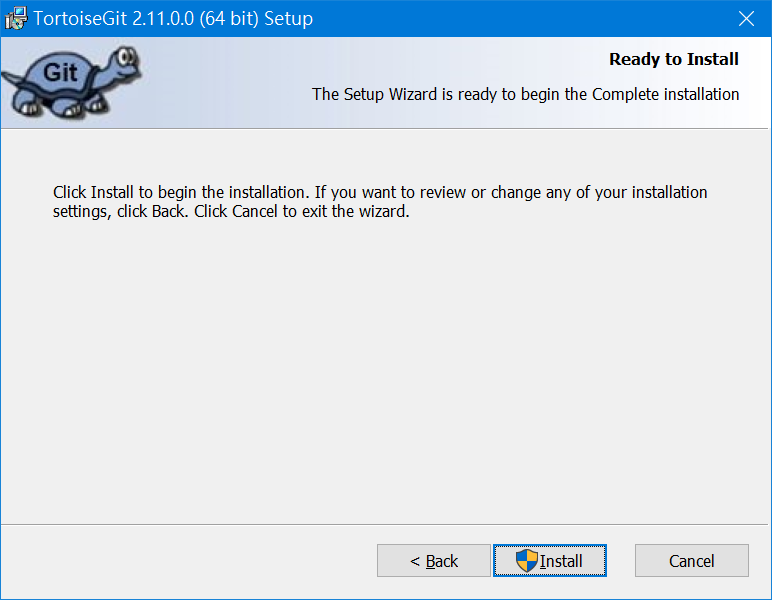 TortoiseGit 2.11.0.0 (64 bit) Setup
Git
Ready to Install
The Setup Wizard is ready to begin the Complete installation
Click Install to begin the installation. If you want to review or change any of your installation
settings, click Back. Click Cancel to exit the wizard.
< Back
Install
Cancel